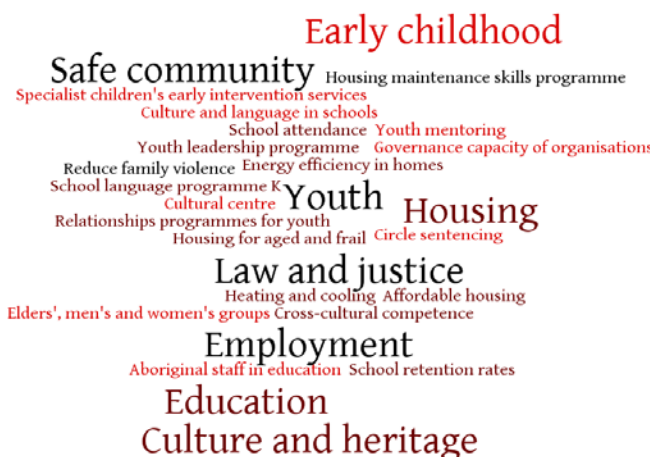 Early childhood
Safe community Housing maintenance skills programme
Specialist children's early intervention services
Culture and language in schools
School attendance Youth mentoring
Youth leadership programme Governance capacity of organisations
Reduce family violence Energy efficiency in homes
School language programme K
Cultural centre Youth Housing
Relationships programmes for youth
Housing for aged and frail Circle sentencing
Law and justice
Heating and cooling Affordable housing
Elders', men's and women's groups Cross-cultural competence
Employment
Aboriginal staff in education School retention rates
Education
Culture and heritage